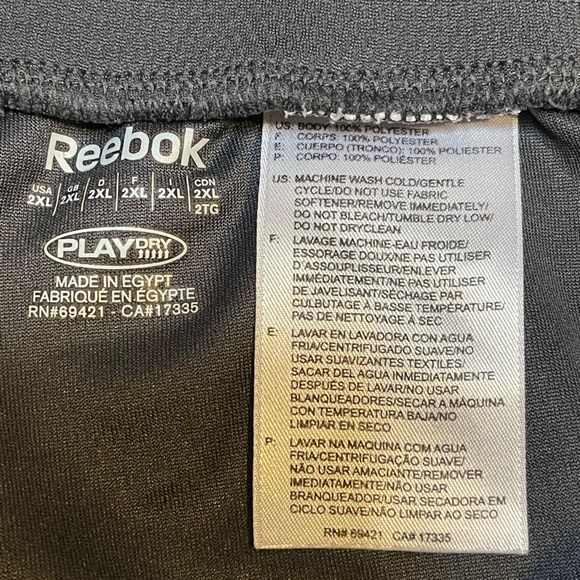 Reebok
USA GB D F CDN
2XL 2XL 2XL 2XL 2XL 2XL
2TG
PLAYDRY
MADE IN EGYPT
FABRIQUÉ EN ÉGYPTE
RN#69421 - CA#17335
US: BODY 100% POLYESTER
F: CORPS: 100% POLYESTER
E: CUERPO (TRONCO): 100% POLYESTER
P: CORPO: 100% POLIÉSTER
US: MACHINE WASH COLD/GENTLE
CYCLE/DO NOT USE FABRIC
SOFTENER/REMOVE IMMEDIATELY/
DO NOT BLEACH/TUMBLE DRY LOW/
DO NOT DRYCLEAN
F: LAVAGE MACHINE-EAU FROIDE/
ESSORAGE DOUX/NE PAS UTILISER
D'ASSOUPLISSEUR/ENLEVER
IMMÉDIATEMENT/NE PAS UTILISER
DE JAVELLISANT/SÉCHAGE PAR
CULBUTAGE À BASSE TEMPÉRATURE/
PAS DE NETTOYAGE À SEC
E: LAVAR EN LAVADORA CON AGUA
FRIA/CENTRIFUGADO SUAVE/NO
USAR SUAVIZANTES TEXTILES/
SACAR DEL AGUA INMEDIATAMENTE
DESPUÉS DE LAVAR/NO USAR
BLANQUEADORES/SECAR A MÁQUINA
CON TEMPERATURA BAJA/NO
LIMPIAR EN SECO
P: LAVAR NA MAQUINA COM AGUA
FRIA/CENTRIFUGAÇÃO SUAVE/
NÃO USAR AMACIANTE/REMOVER
IMEDIATAMENTE/NÃO USAR
BRANQUEADOR/USAR SECADORA EM
CICLO SUAVE/NÃO LIMPAR AO SECO
RN# 69421 CA# 17335